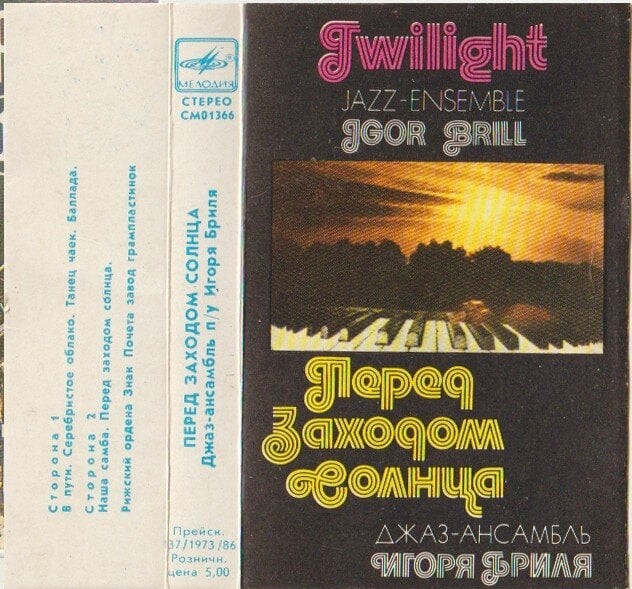 Сторона 1
В пути. Серебристое облако. Танец чаек. Баллада.
Сторона 2
Наша самба. Перед заходом солнца.
Рижский ордена Знак Почета завод грампластинок
МЕЛОДИЯ
СТЕРЕО
СМ01366
ПЕРЕД ЗАХОДОМ СОЛНЦА
Джаз-ансамбль п/у Игоря Бриля
Прейск.
37/1973/86
Розничн.
цена 5,00
Twilight
JAZZ-ENSEMBLE
IGOR BRILL
Перед
Заходом
Солнца
ДЖАЗ-АНСАМБЛЬ
ИГОРЯ БРИЛЯ